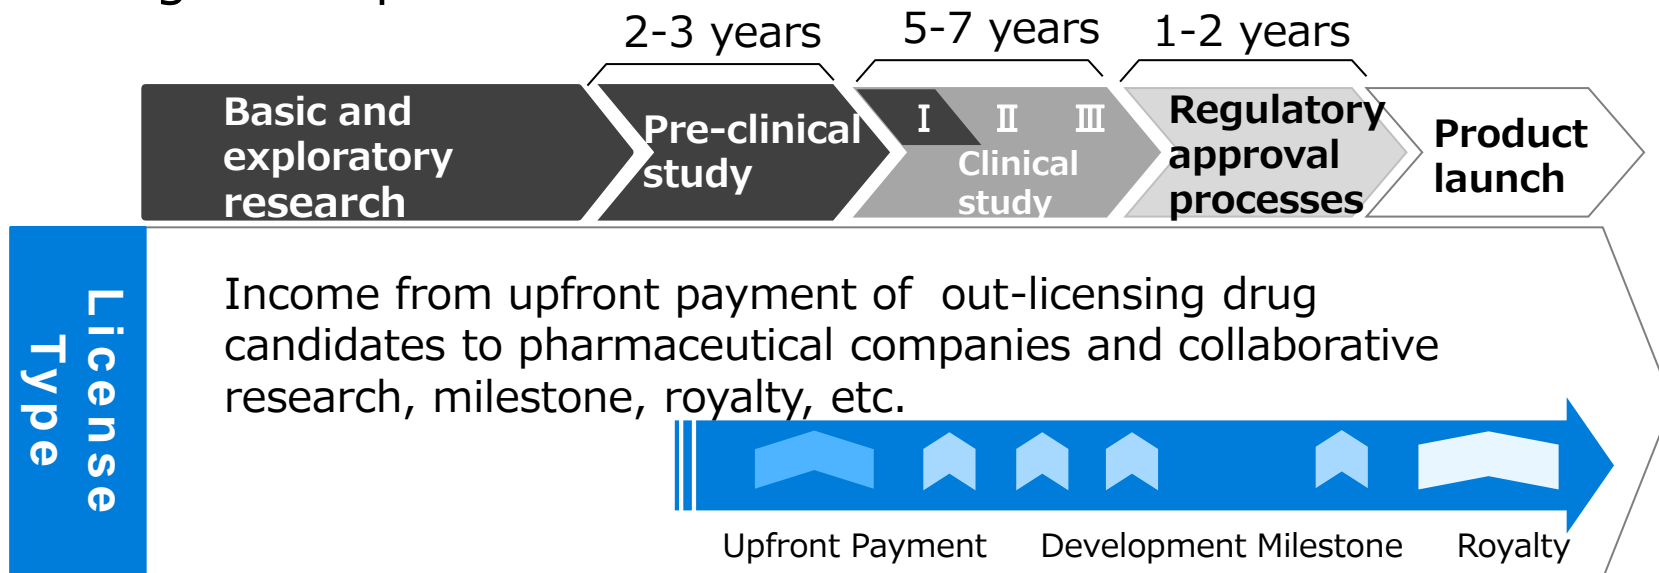 2-3 years
5-7 years
1-2 years
Basic and
exploratory
research
Pre-clinical
study
Ⅰ Ⅱ Ⅲ
Clinical
study
Regulatory
approval
processes
Product
launch
License
Type
Income from upfront payment of out-licensing drug
candidates to pharmaceutical companies and collaborative
research, milestone, royalty, etc.
Upfront Payment
Development Milestone
Royalty